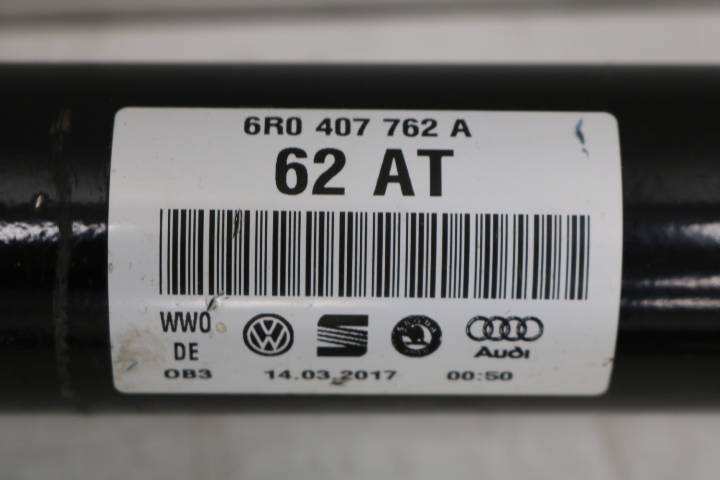 6R0 407 762 A
62 AT
WWO
DE
Audi
OB3 14.03.2017 00:50